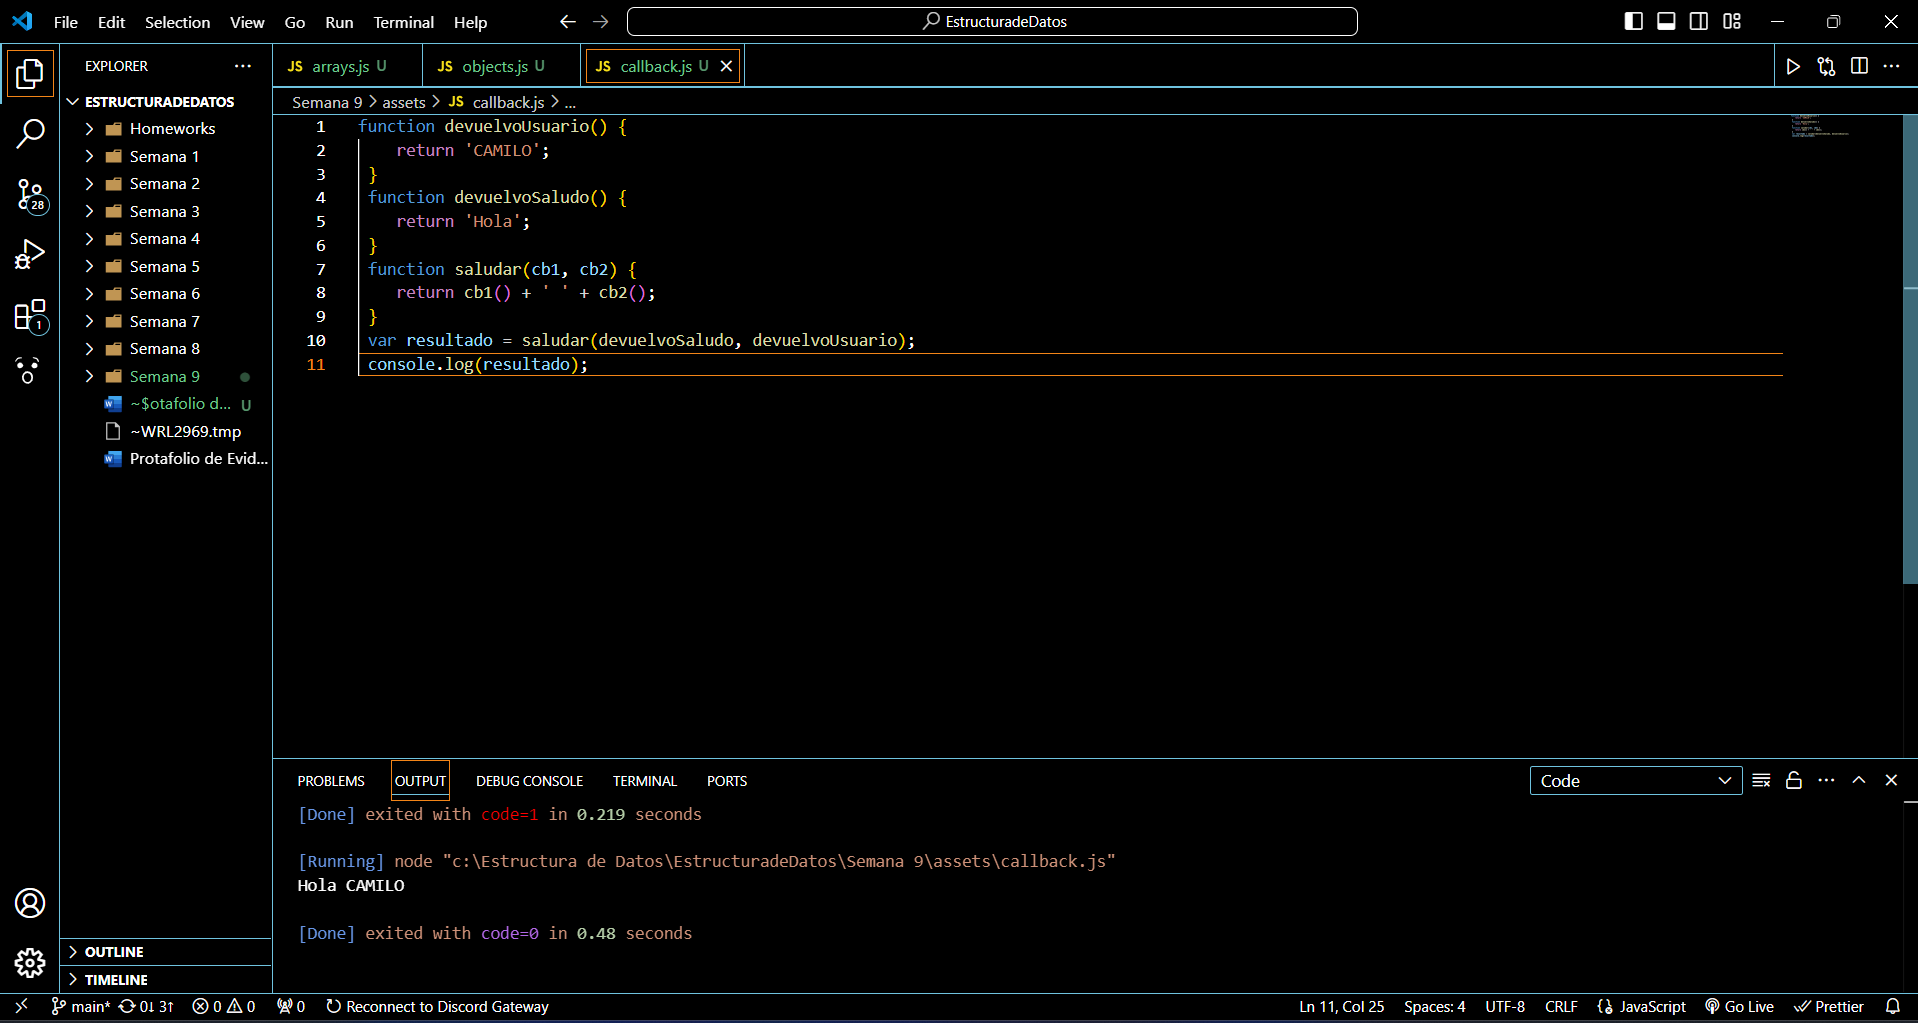 File Edit Selection View Go Run Terminal Help
EstructuradeDatos
EXPLORER
ESTRUCTURADEDATOS
Homeworks
Semana 1
Semana 2
Semana 3
Semana 4
Semana 5
Semana 6
Semana 7
Semana 8
Semana 9
~$otafolio d... U
~WRL2969.tmp
Protafolio de Evid...
OUTLINE
TIMELINE
28
1
JS arrays.js U
JS objects.js U
JS callback.js U
Semana 9 > assets > JS callback.js > ...
1 function devuelvoUsuario() {
2 return 'CAMILO';
3 }
4 function devuelvoSaludo() {
5 return 'Hola';
6 }
7 function saludar(cb1, cb2) {
8 return cb1() + ' ' + cb2();
9 }
10 var resultado = saludar(devuelvoSaludo, devuelvoUsuario);
11 console.log(resultado);
PROBLEMS OUTPUT DEBUG CONSOLE TERMINAL PORTS
Code
[Done] exited with code=1 in 0.219 seconds
[Running] node "c:\Estructura de Datos\EstructuradeDatos\Semana 9\assets\callback.js"
Hola CAMILO
[Done] exited with code=0 in 0.48 seconds
main* 0↓ 3↑ 0 0 0 Reconnect to Discord Gateway
Ln 11, Col 25 Spaces: 4 UTF-8 CRLF {} JavaScript Go Live Prettier